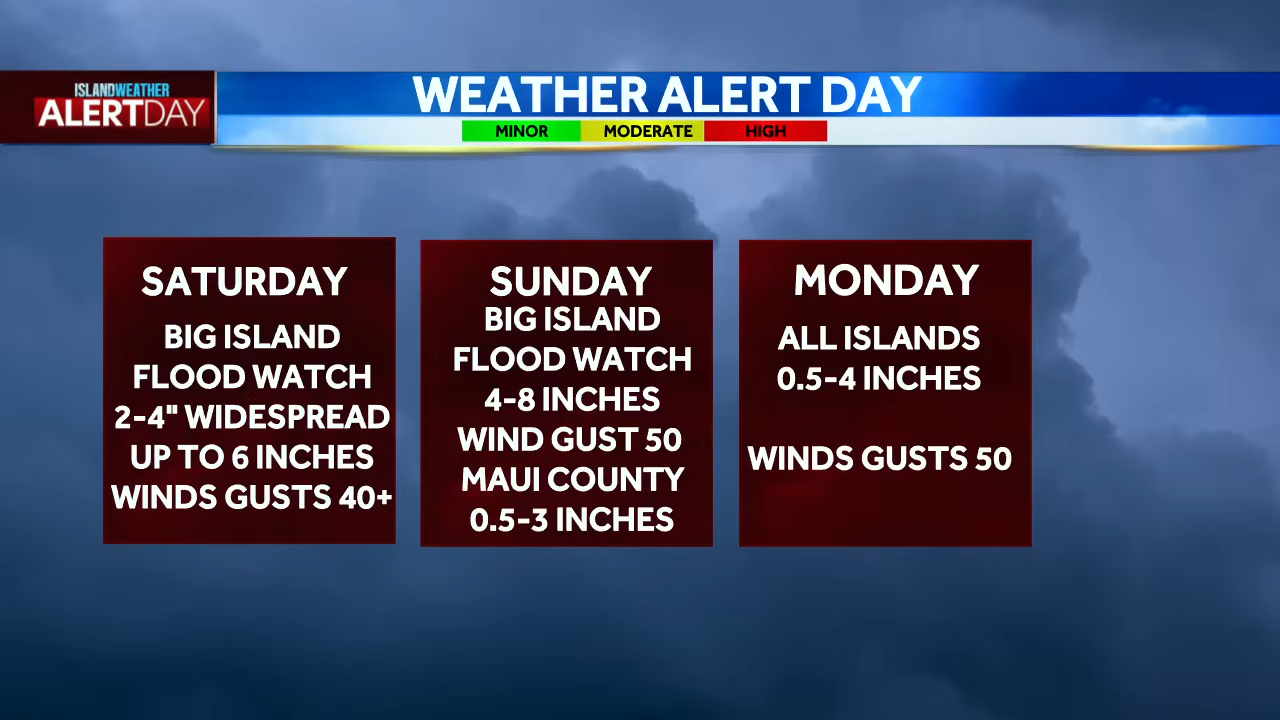 ISLANDWEATHER
ALERTDAY
WEATHER ALERT DAY
MINOR MODERATE HIGH
SATURDAY
BIG ISLAND
FLOOD WATCH
2-4" WIDESPREAD
UP TO 6 INCHES
WINDS GUSTS 40+
SUNDAY
BIG ISLAND
FLOOD WATCH
4-8 INCHES
WIND GUST 50
MAUI COUNTY
0.5-3 INCHES
MONDAY
ALL ISLANDS
0.5-4 INCHES
WINDS GUSTS 50